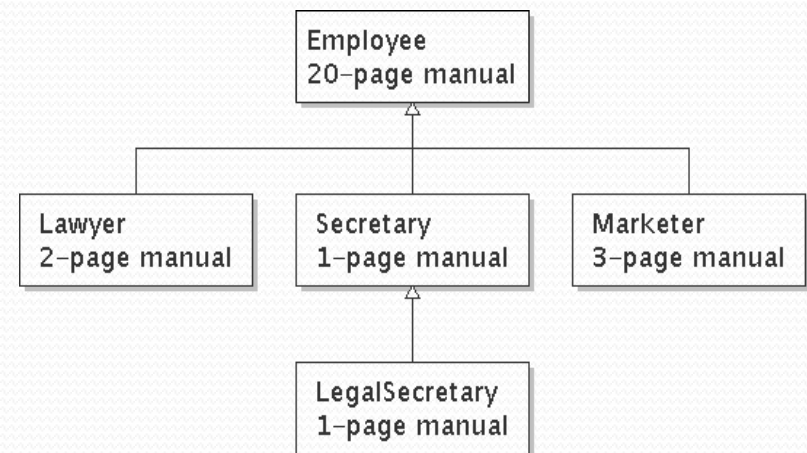 Employee
20-page manual
Lawyer
2-page manual
Secretary
1-page manual
Marketer
3-page manual
LegalSecretary
1-page manual